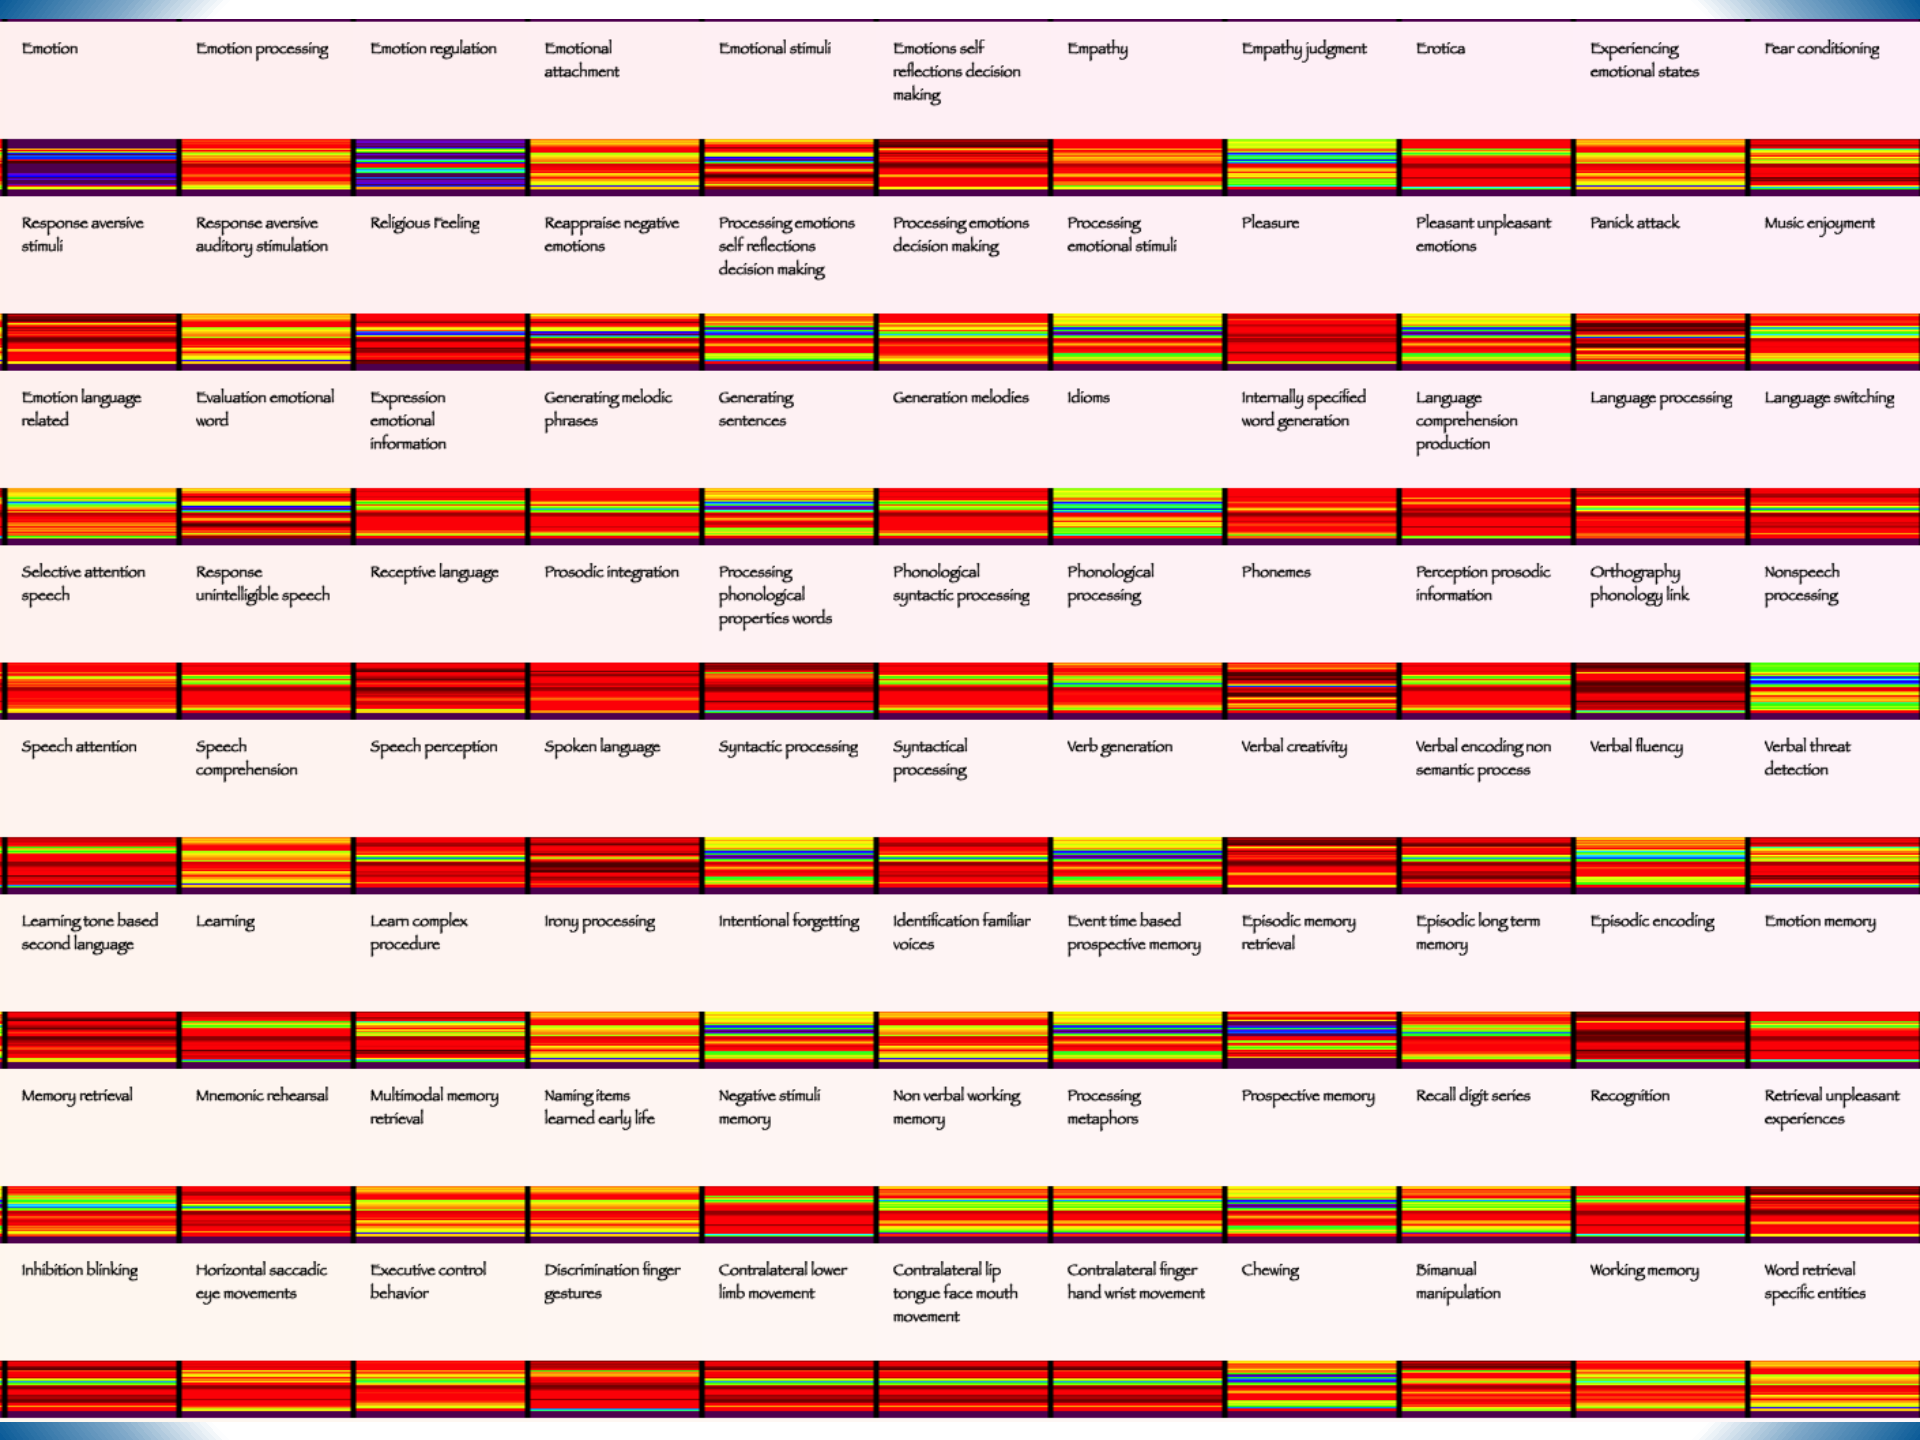 Emotion
Emotion processing
Emotion regulation
Emotional
attachment
Emotional stimuli
Emotions self
reflections decision
making
Empathy
Empathy judgment
Erotica
Experiencing
emotional states
Fear conditioning
Response aversive
stimuli
Response aversive
auditory stimulation
Religious Feeling
Reappraise negative
emotions
Processing emotions
self reflections
decision making
Processing emotions
decision making
Processing
emotional stimuli
Pleasure
Pleasant unpleasant
emotions
Panick attack
Music enjoyment
Emotion language
related
Evaluation emotional
word
Expression
emotional
information
Generating melodic
phrases
Generating
sentences
Generation melodies
Idioms
Internally specified
word generation
Language
comprehension
production
Language processing
Language switching
Selective attention
speech
Response
unintelligible speech
Receptive language
Prosodic integration
Processing
phonological
properties words
Phonological
syntactic processing
Phonological
processing
Phonemes
Perception prosodic
information
Orthography
phonology link
Nonspeech
processing
Speech attention
Speech
comprehension
Speech perception
Spoken language
Syntactic processing
Syntactical
processing
Verb generation
Verbal creativity
Verbal encoding non
semantic process
Verbal fluency
Verbal threat
detection
Learning tone based
second language
Learning
Learn complex
procedure
Irony processing
Intentional forgetting
Identification familiar
voices
Event time based
prospective memory
Episodic memory
retrieval
Episodic long term
memory
Episodic encoding
Emotion memory
Memory retrieval
Mnemonic rehearsal
Multimodal memory
retrieval
Naming items
learned early life
Negative stimuli
memory
Non verbal working
memory
Processing
metaphors
Prospective memory
Recall digit series
Recognition
Retrieval unpleasant
experiences
Inhibition blinking
Horizontal saccadic
eye movements
Executive control
behavior
Discrimination finger
gestures
Contralateral lower
limb movement
Contralateral lip
tongue face mouth
movement
Contralateral finger
hand wrist movement
Chewing
Bimanual
manipulation
Working memory
Word retrieval
specific entities